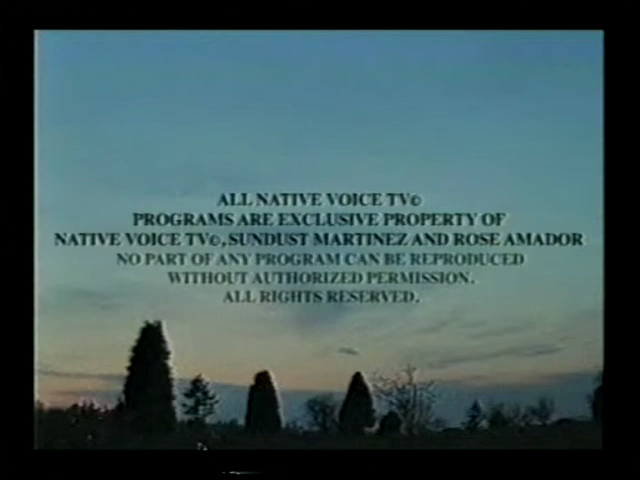 ALL NATIVE VOICE TV©
PROGRAMS ARE EXCLUSIVE PROPERTY OF
NATIVE VOICE TV©, SUNDUST MARTINEZ AND ROSE AMADOR
NO PART OF ANY PROGRAM CAN BE REPRODUCED
WITHOUT AUTHORIZED PERMISSION.
ALL RIGHTS RESERVED.